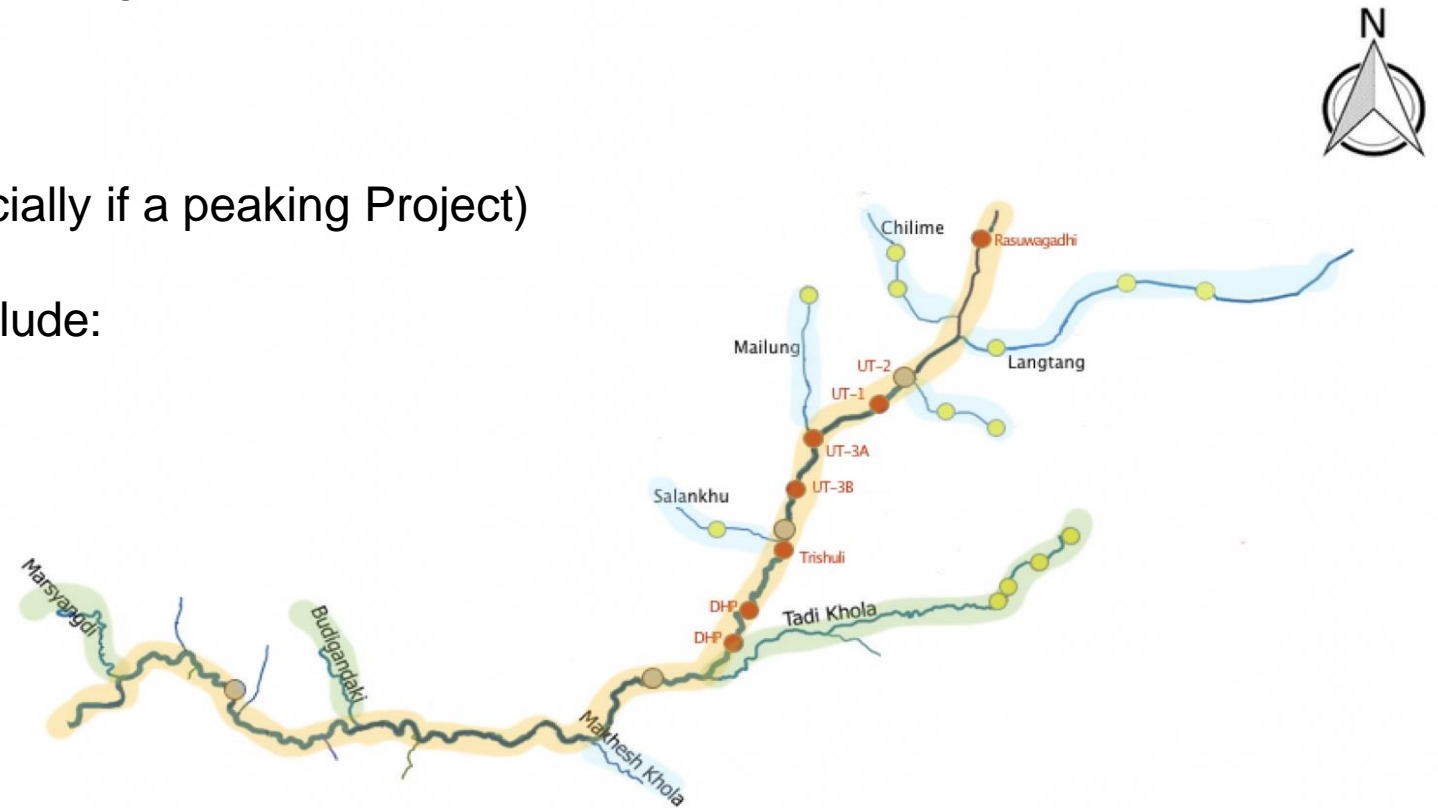 N
cially if a peaking Project)
lude:
Chilime
Rasuwagadhi
Mailung
Langtang
UT-2
UT-1
UT-3A
UT-3B
Salankhu
Trishuli
DHP
DHP
Tadi Khola
Marsyangdi
Budigandaki
Makhesh Khola